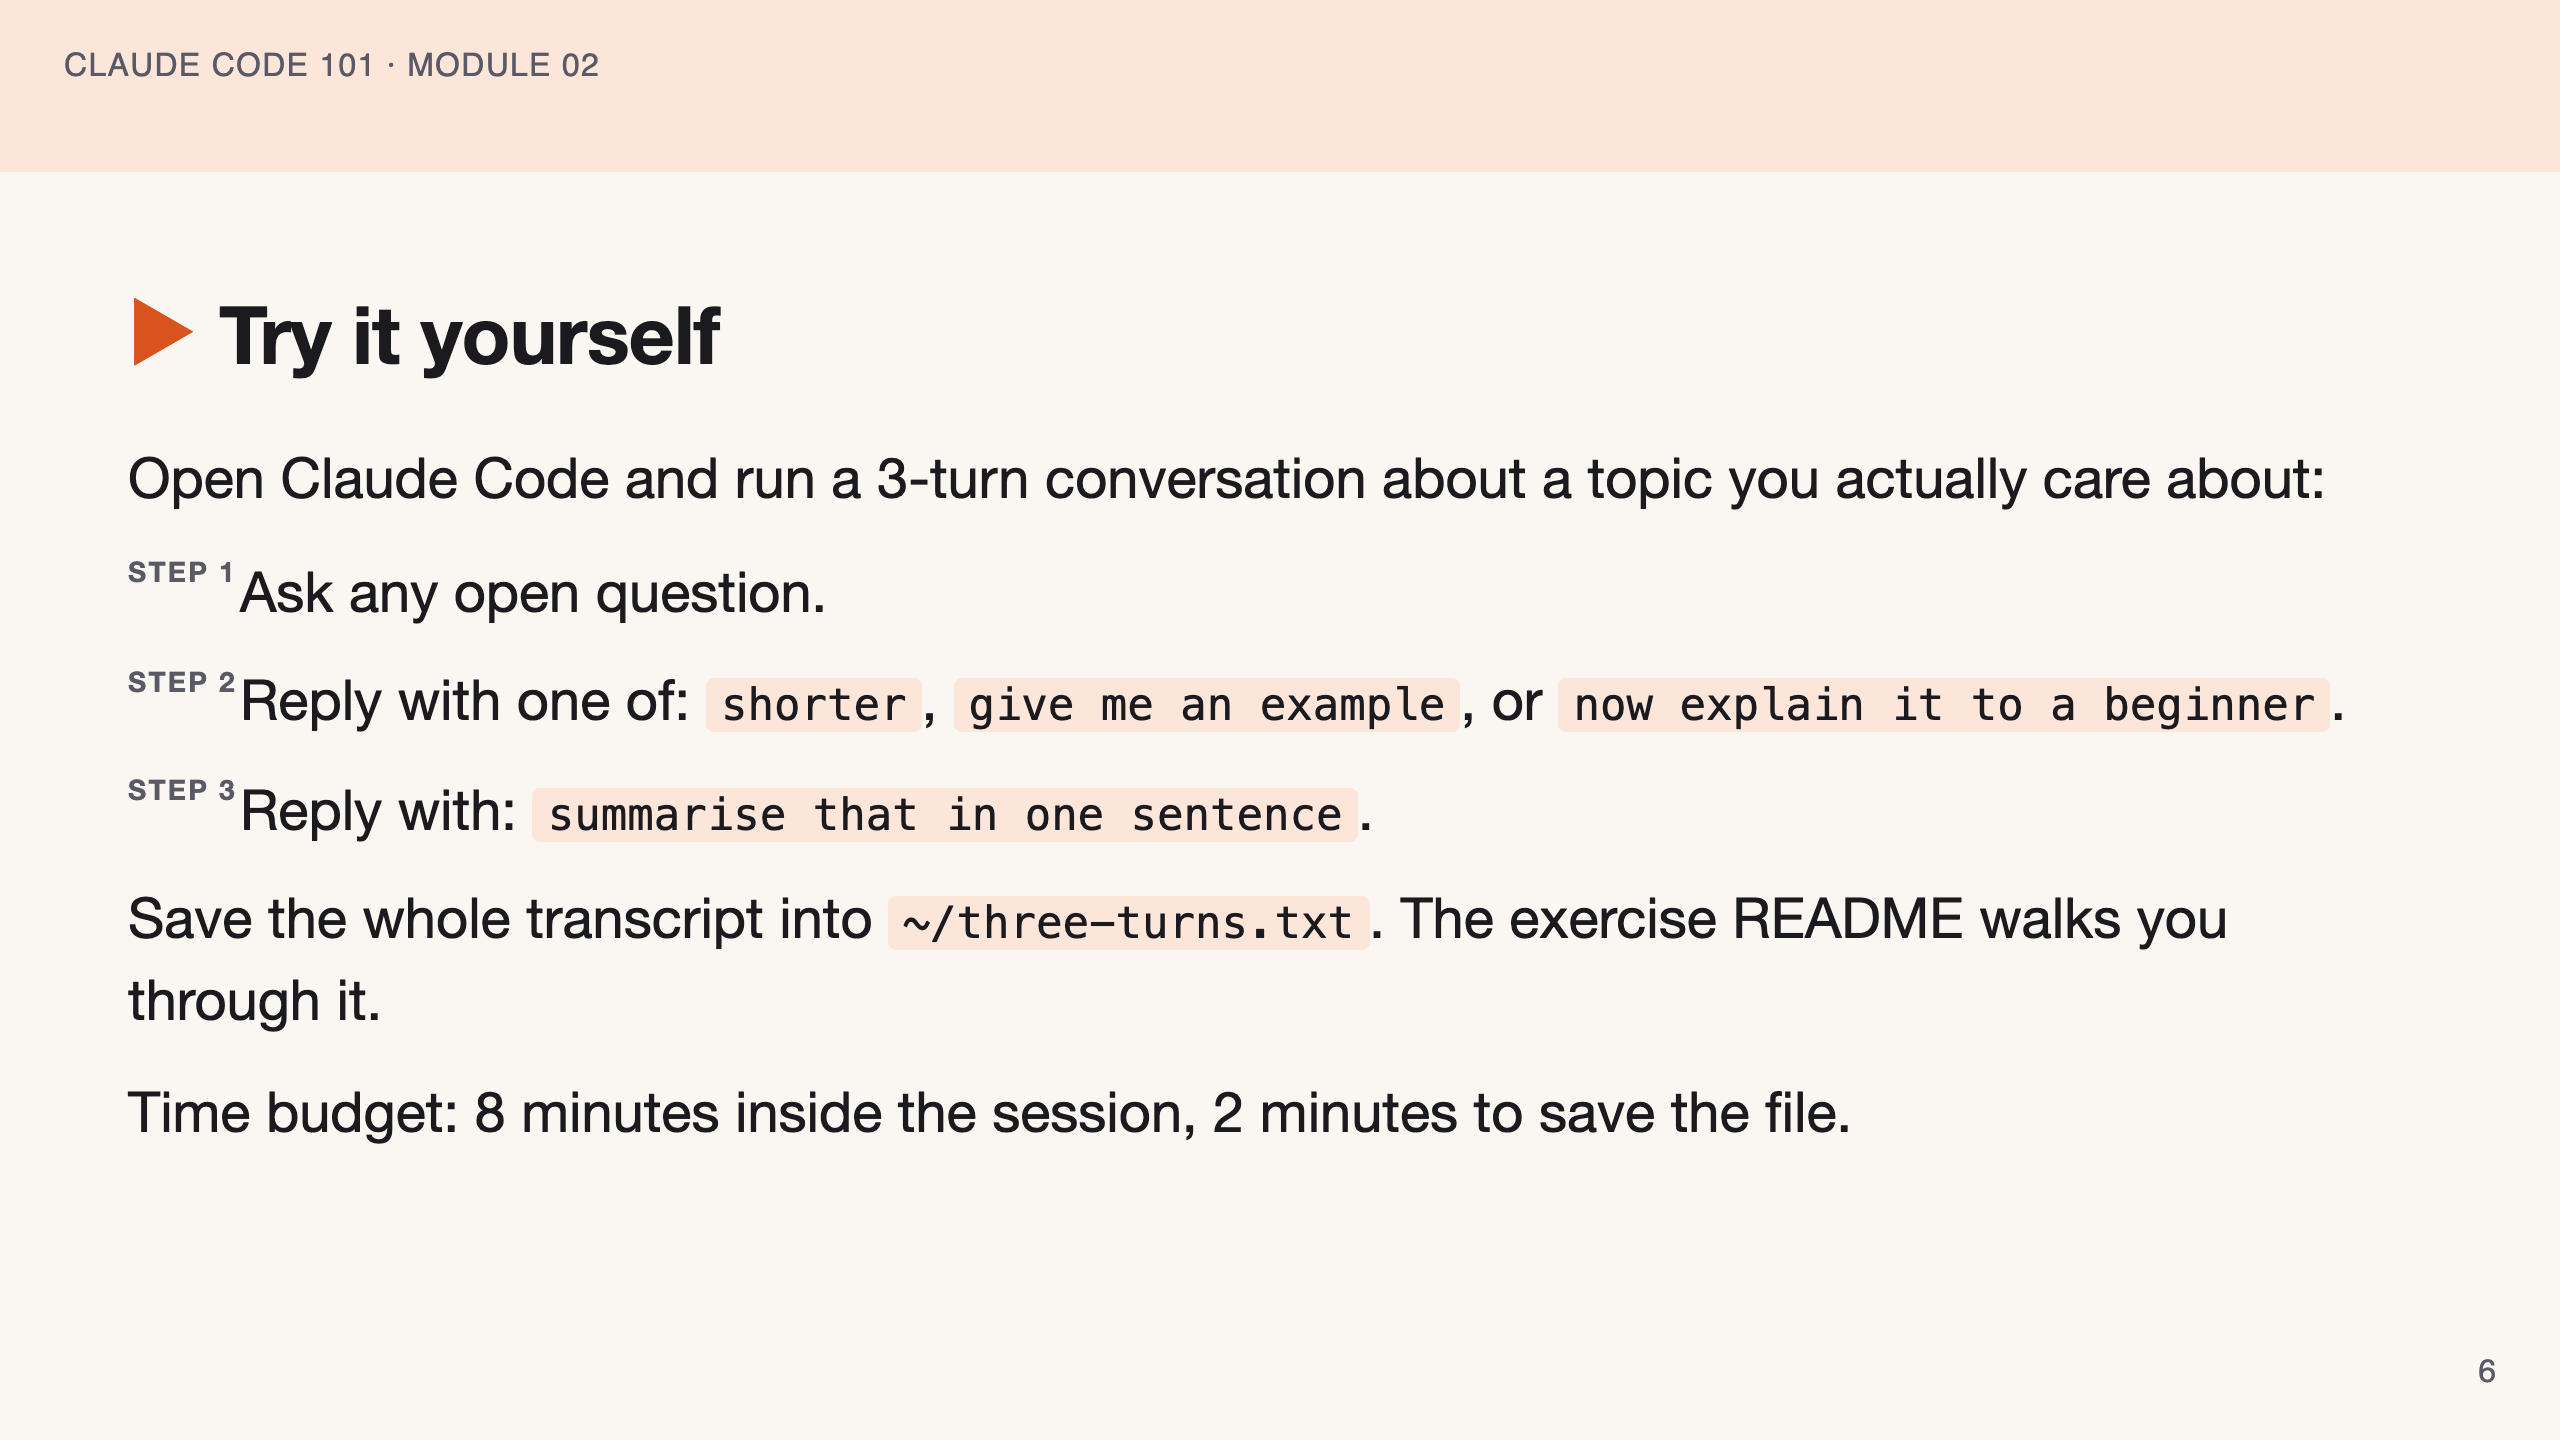 CLAUDE CODE 101 · MODULE 02
Try it yourself
Open Claude Code and run a 3-turn conversation about a topic you actually care about:
STEP 1 Ask any open question.
STEP 2 Reply with one of: shorter, give me an example, or now explain it to a beginner.
STEP 3 Reply with: summarise that in one sentence.
Save the whole transcript into ~/three-turns.txt. The exercise README walks you
through it.
Time budget: 8 minutes inside the session, 2 minutes to save the file.
6